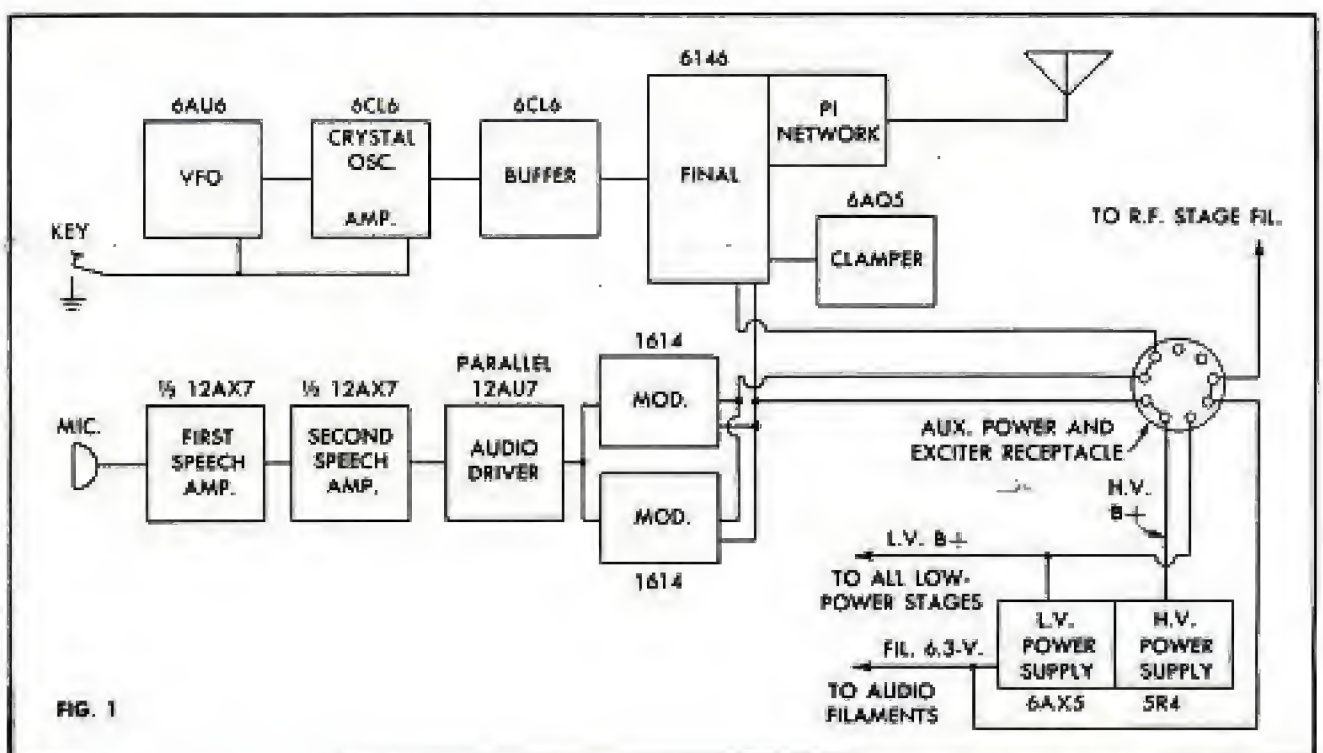 6146
6AU6
6CL6
6CL6
VFO
CRYSTAL
OSC.
AMP.
BUFFER
FINAL
PI
NETWORK
6AQ5
CLAMPER
KEY
TO R.F. STAGE FIL.
1614
PARALLEL
12AU7
½ 12AX7
½ 12AX7
MIC.
FIRST
SPEECH
AMP.
SECOND
SPEECH
AMP.
AUDIO
DRIVER
MOD.
MOD.
1614
AUX. POWER AND
EXCITER RECEPTACLE
H.V.
B+
L.V. B+
TO ALL LOW-
POWER STAGES
L.V.
POWER
SUPPLY
H.V.
POWER
SUPPLY
FIL. 6.3-V.
TO AUDIO
FILAMENTS
6AX5
5R4
FIG. 1